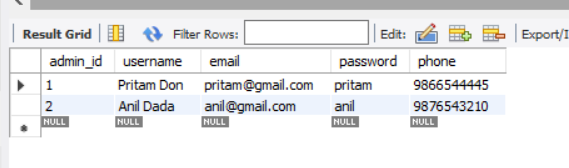 Result Grid Filter Rows: Edit: Export/I
admin_id username email password phone
1 Pritam Don pritam@gmail.com pritam 9866544445
2 Anil Dada anil@gmail.com anil 9876543210
NULL NULL NULL NULL NULL